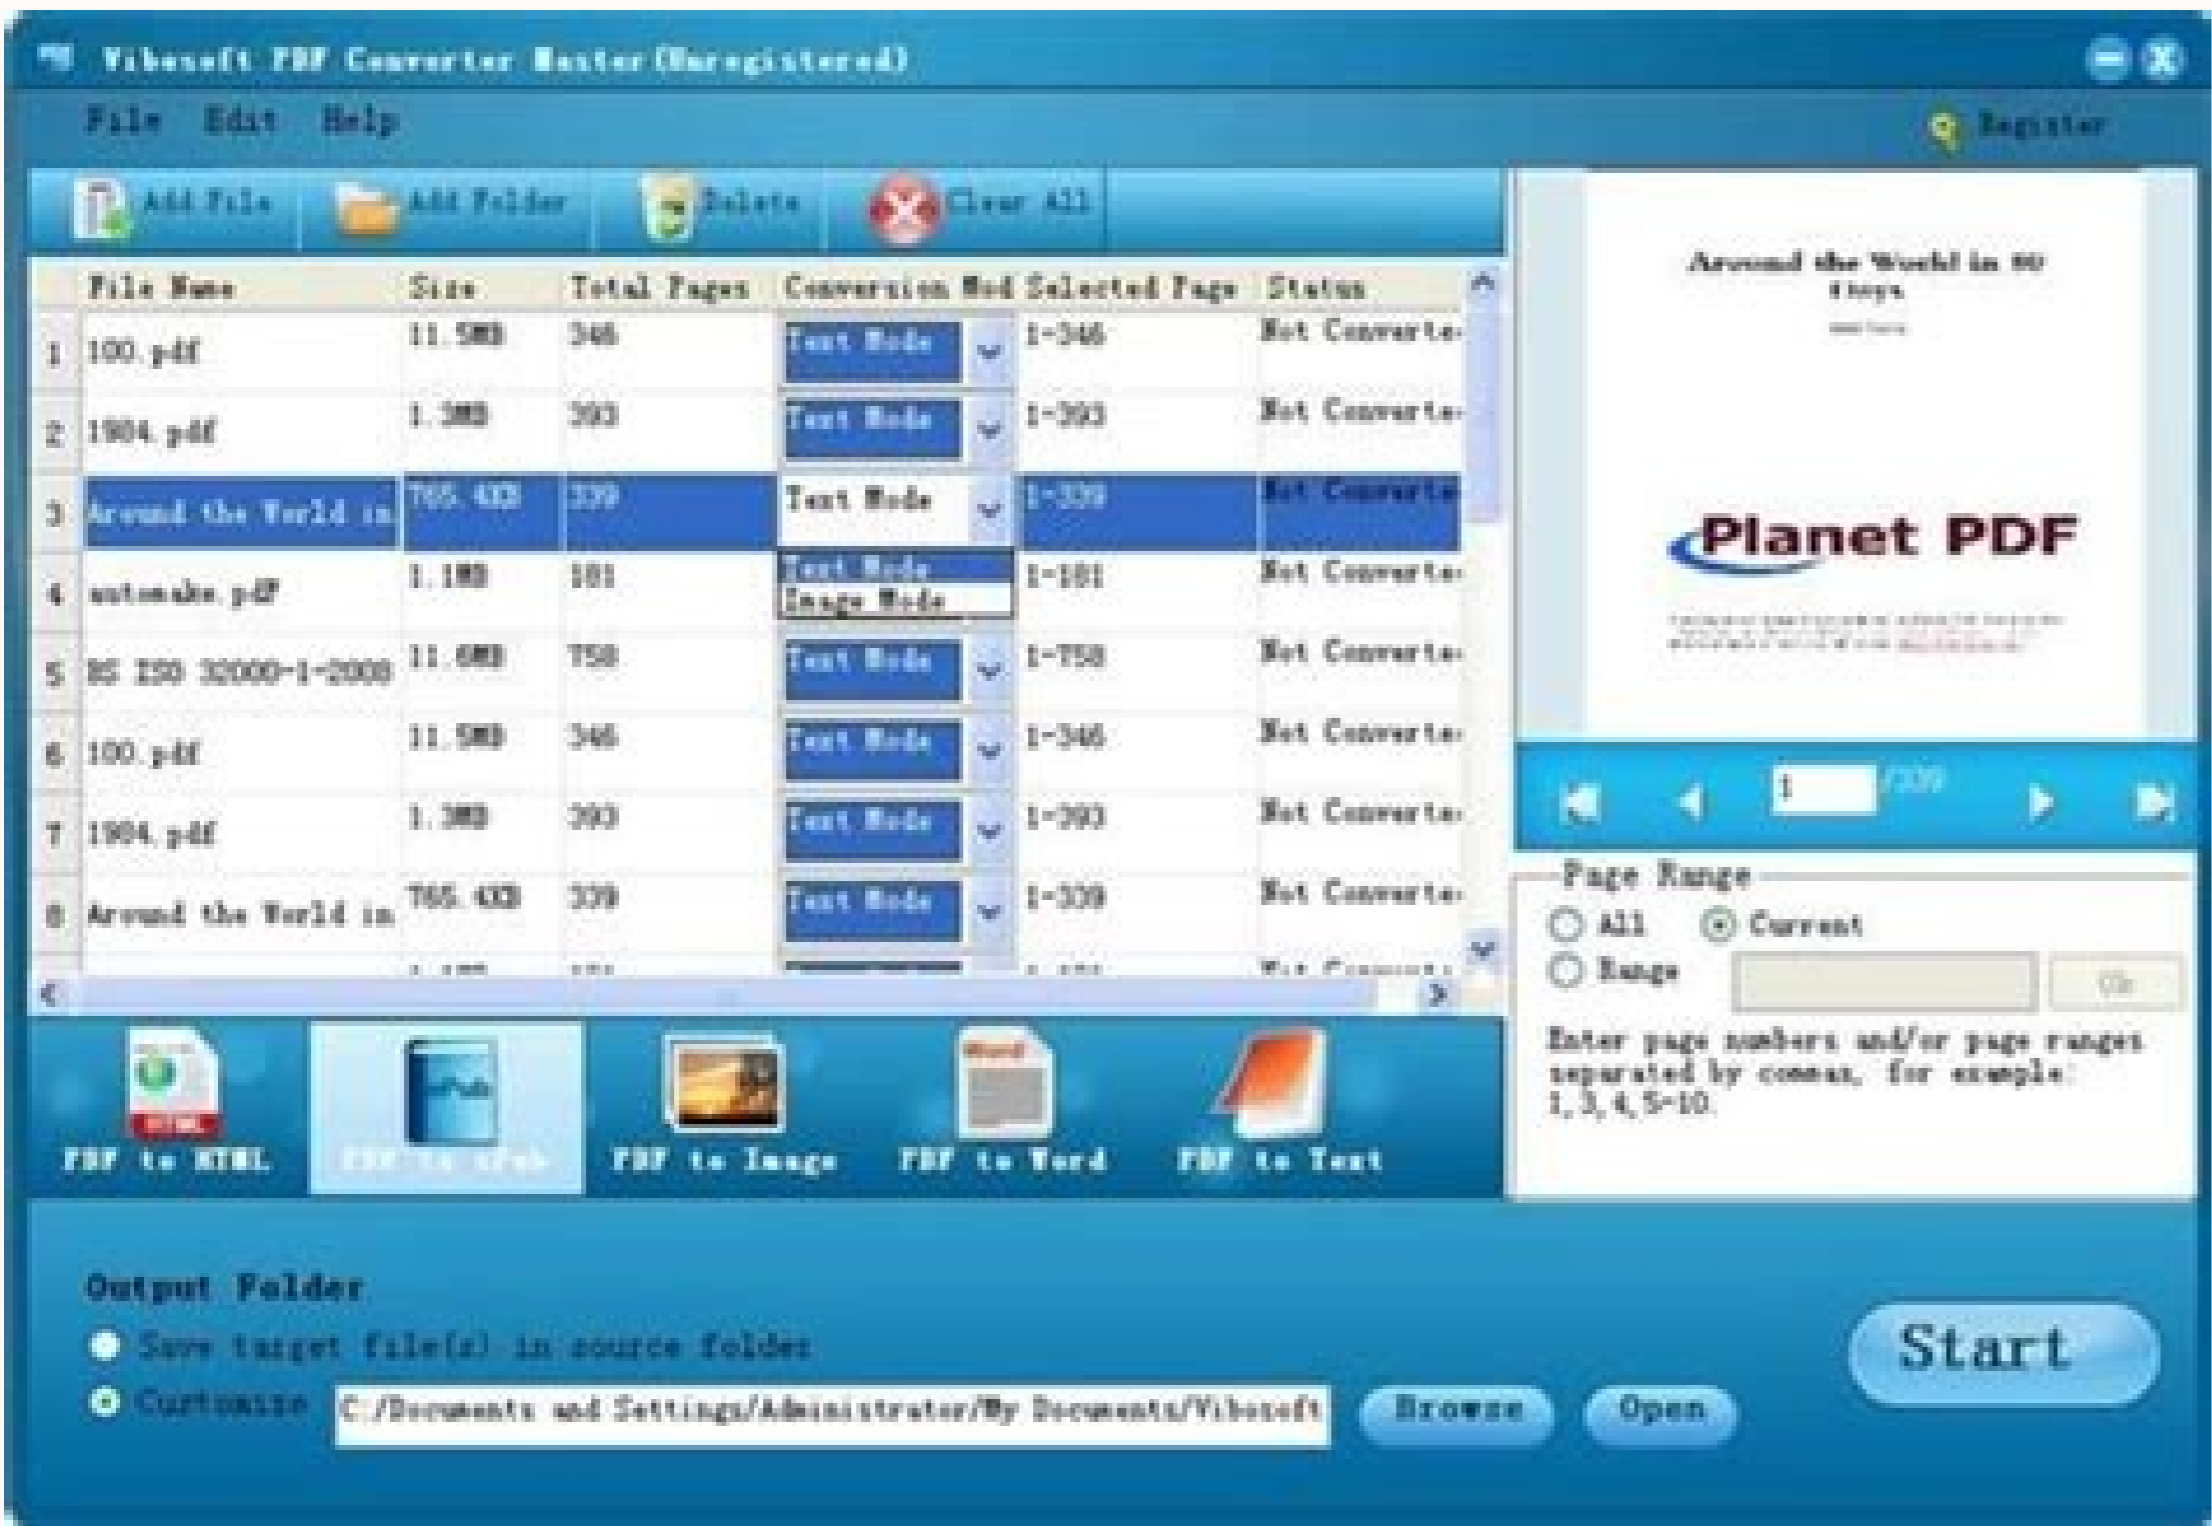 Vibosoft PDF Converter Master(Unregistered)
File Edit Help
Register
Add File Add Folder Delete Clear All
File Name Size Total Pages Conversion Mod Selected Page Status
1 100.pdf 11.5MB 346 Text Mode 1-346 Not Converte
2 1904.pdf 1.3MB 393 Text Mode 1-393 Not Converte
3 Around the World in 765.4KB 339 Text Mode 1-339 Not Converte
Text Mode
Image Mode
4 automake.pdf 1.1MB 181 1-181 Not Converte
5 BS ISO 32000-1-2008 11.6MB 758 Text Mode 1-758 Not Converte
6 100.pdf 11.5MB 346 Text Mode 1-346 Not Converte
7 1904.pdf 1.3MB 393 Text Mode 1-393 Not Converte
8 Around the World in 765.4KB 339 Text Mode 1-339 Not Converte
Around the World in 80
Days
Planet PDF
1 /339
Page Range
All Current
Range Ok
Enter page numbers and/or page ranges
separated by commas, for example:
1,3,4,5-10.
HTML
ePub
Word
PDF to HTML PDF to ePub PDF to Image PDF to Word PDF to Text
Output Folder
Save target file(s) in source folder
Customize C:/Documents and Settings/Administrator/My Documents/Vibosoft Browse Open
Start